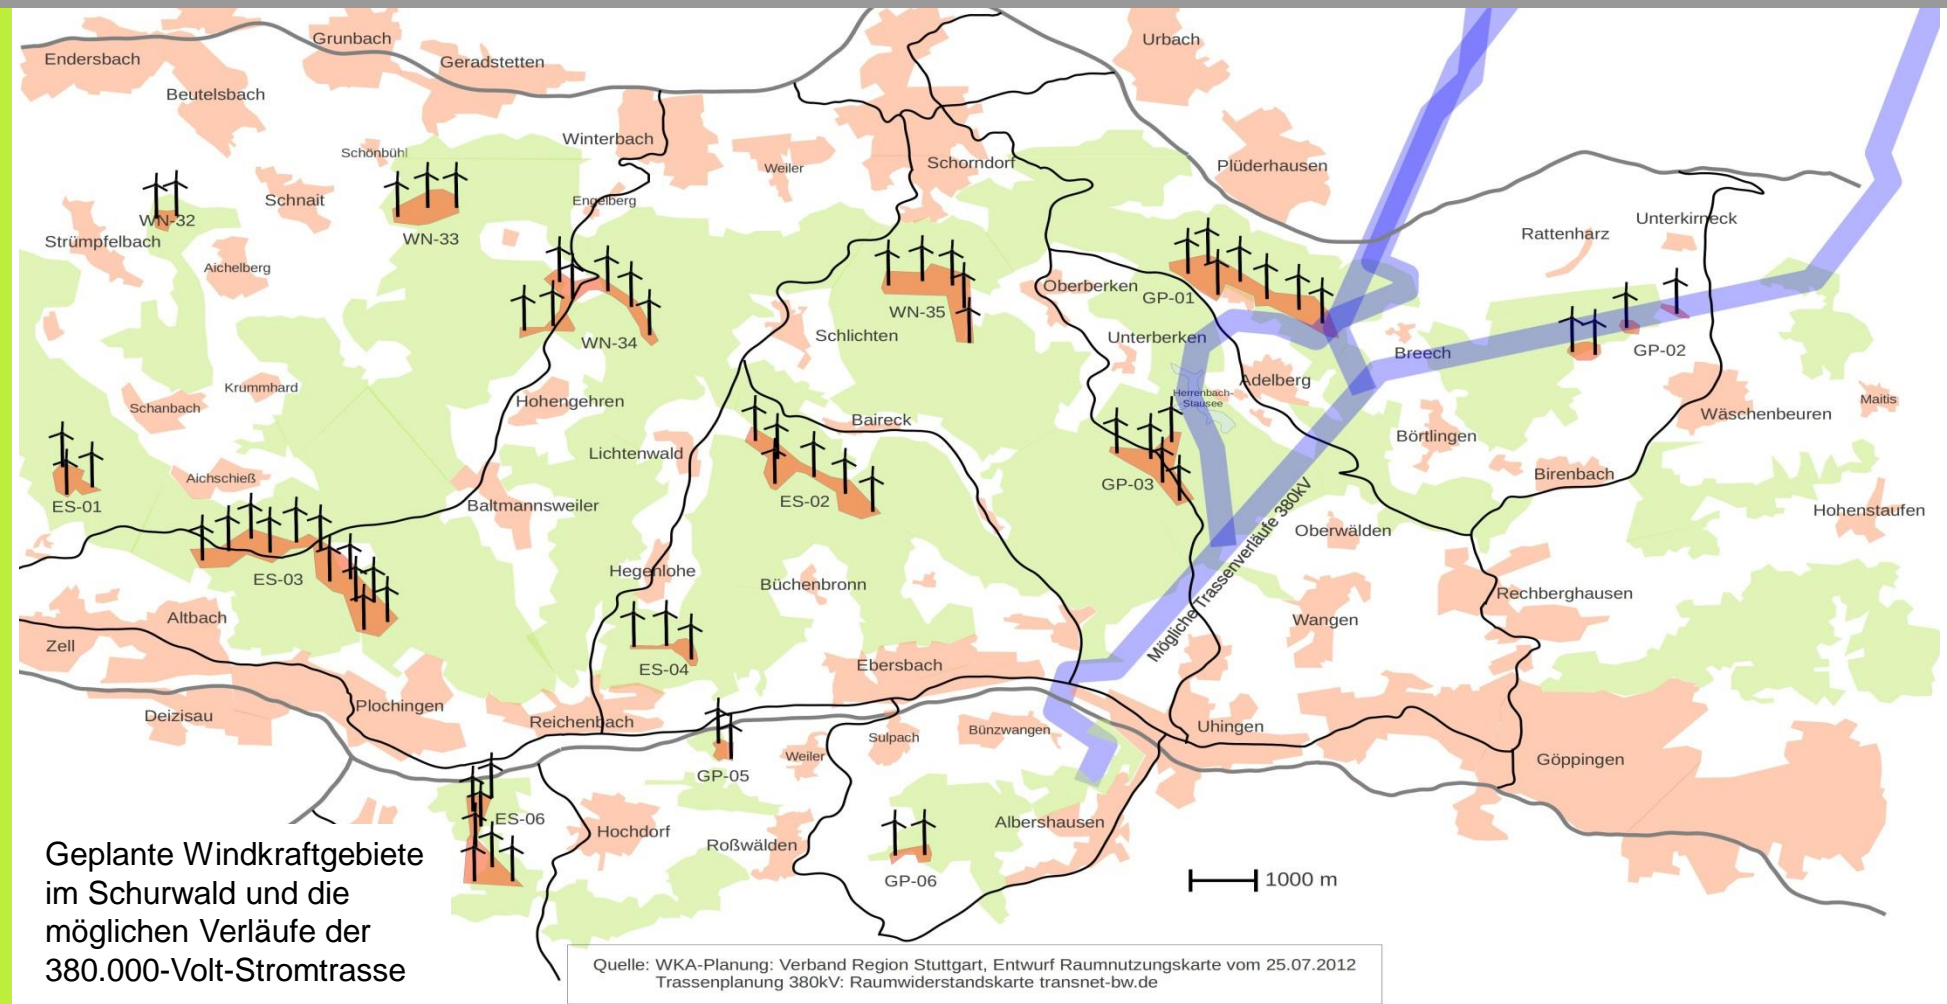 Endersbach
Grunbach
Geradstetten
Urbach
Beutelsbach
Winterbach
Schönbühl
Weiler
Schorndorf
Plüderhausen
Schnait
Engelberg
WN-32
WN-33
Strümpfelbach
Aichelberg
Rattenharz
Unterkirneck
Oberberken
GP-01
WN-34
WN-35
Schlichten
Unterberken
Breech
GP-02
Krummhard
Schanbach
Hohengehren
Adelberg
Herrenbach-
Stausee
Baireck
Wäschenbeuren
Maitis
Börtlingen
Lichtenwald
Birenbach
Aichschieß
ES-01
Baltmannsweiler
ES-02
GP-03
Hohenstaufen
Oberwälden
Mögliche Trassenverläufe 380kV
ES-03
Hegenlohe
Büchenbronn
Rechberghausen
Altbach
Wangen
Zell
ES-04
Ebersbach
Deizisau
Plochingen
Reichenbach
Sulpach
Bünzwangen
Uhingen
GP-05
Weiler
Göppingen
ES-06
Hochdorf
Roßwälden
Albershausen
GP-06
1000 m
Geplante Windkraftgebiete
im Schurwald und die
möglichen Verläufe der
380.000-Volt-Stromtrasse
Quelle: WKA-Planung: Verband Region Stuttgart, Entwurf Raumnutzungskarte vom 25.07.2012
Trassenplanung 380kV: Raumwiderstandskarte transnet-bw.de